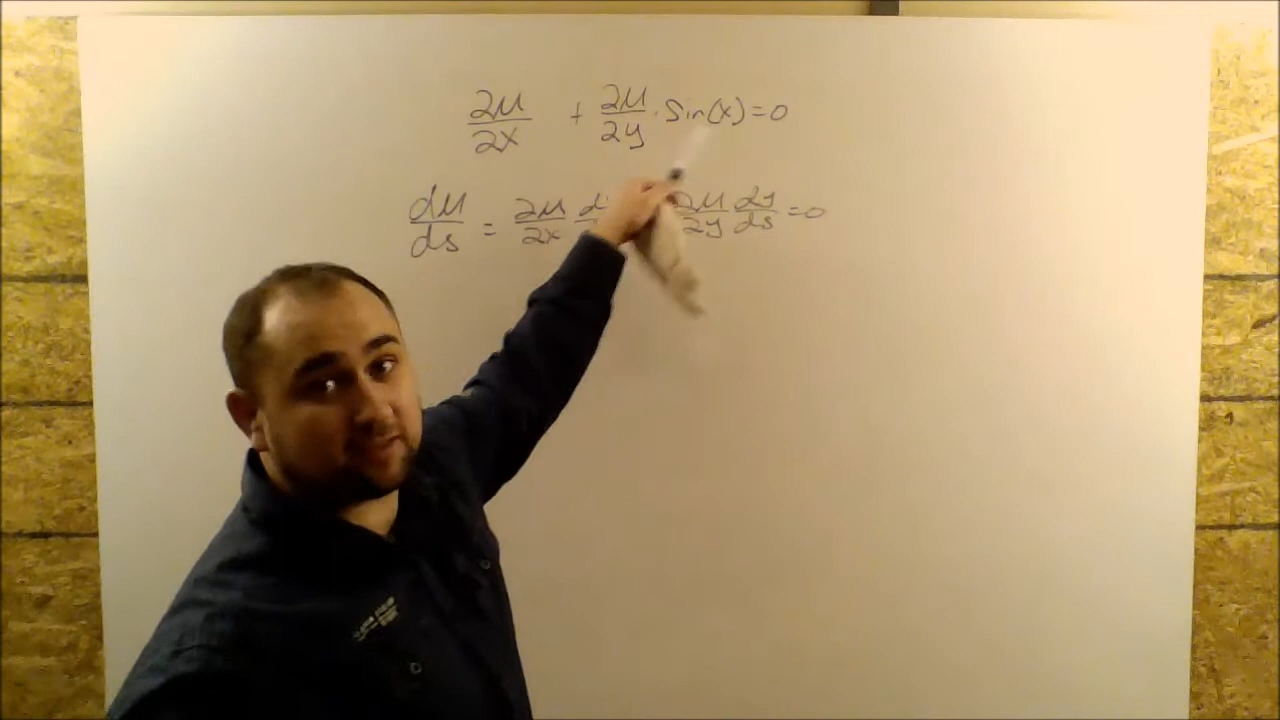 ∂u/∂x + ∂u/∂y · sin(x) = 0
du/ds = ∂u/∂x ∂u/∂y dy/ds = 0